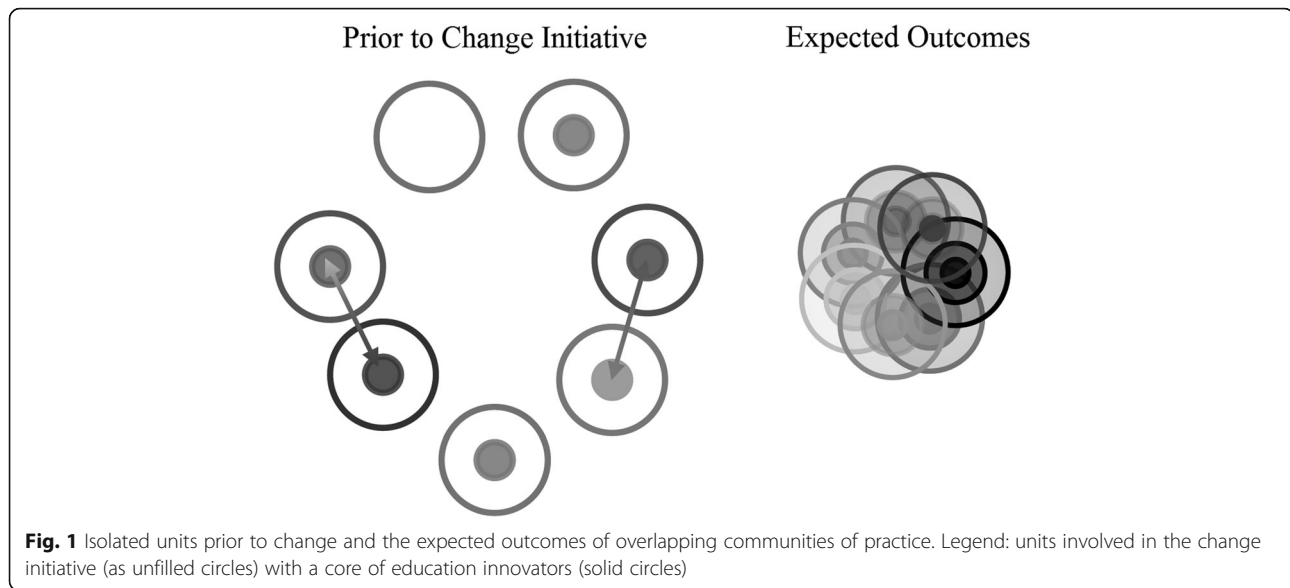 Prior to Change Initiative
Expected Outcomes
Fig. 1 Isolated units prior to change and the expected outcomes of overlapping communities of practice. Legend: units involved in the change
initiative (as unfilled circles) with a core of education innovators (solid circles)